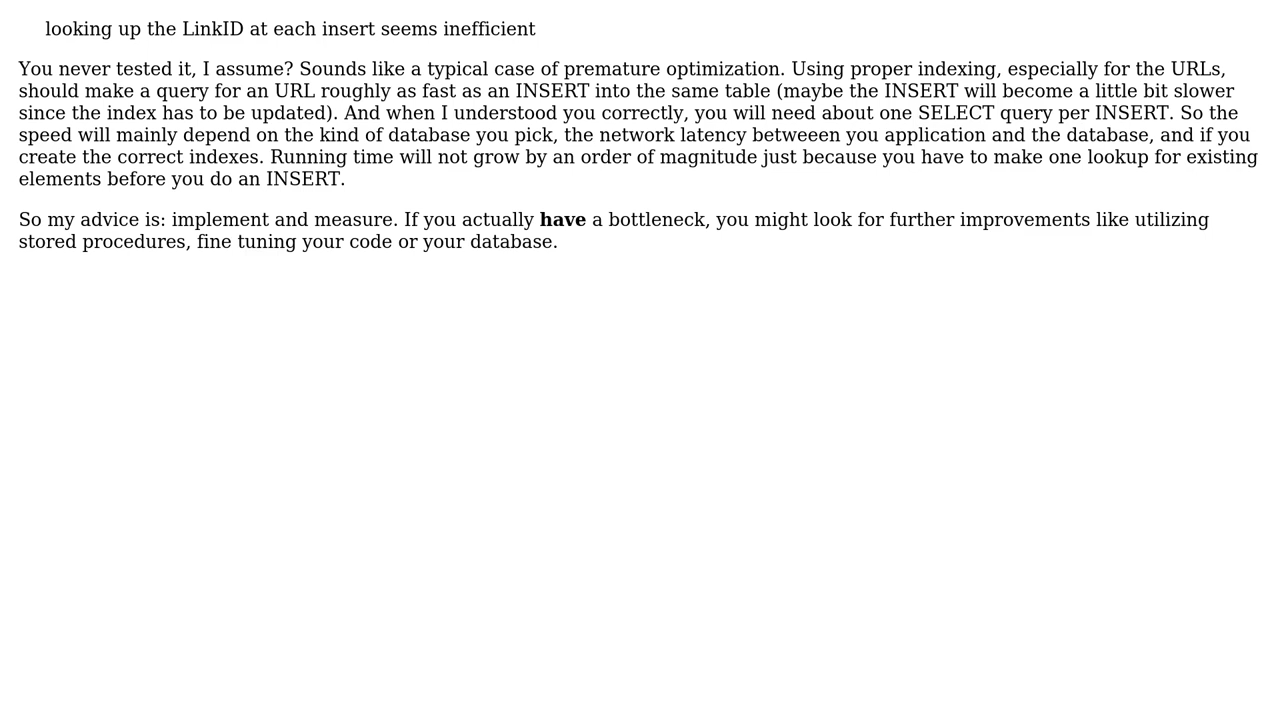 looking up the LinkID at each insert seems inefficient
You never tested it, I assume? Sounds like a typical case of premature optimization. Using proper indexing, especially for the URLs,
should make a query for an URL roughly as fast as an INSERT into the same table (maybe the INSERT will become a little bit slower
since the index has to be updated). And when I understood you correctly, you will need about one SELECT query per INSERT. So the
speed will mainly depend on the kind of database you pick, the network latency betweeen you application and the database, and if you
create the correct indexes. Running time will not grow by an order of magnitude just because you have to make one lookup for existing
elements before you do an INSERT.
So my advice is: implement and measure. If you actually have a bottleneck, you might look for further improvements like utilizing
stored procedures, fine tuning your code or your database.